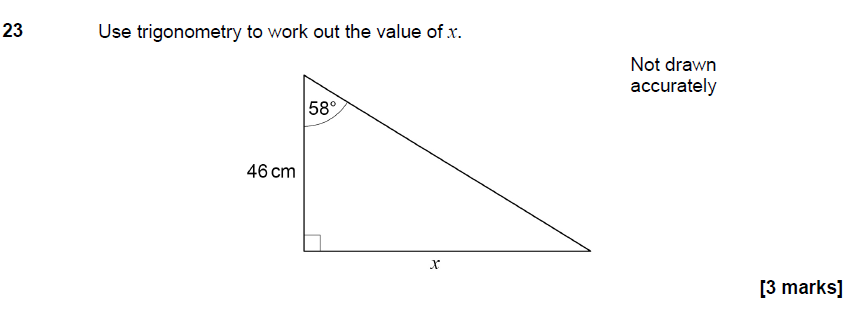 23 Use trigonometry to work out the value of x.
Not drawn
accurately
58°
46 cm
x
[3 marks]